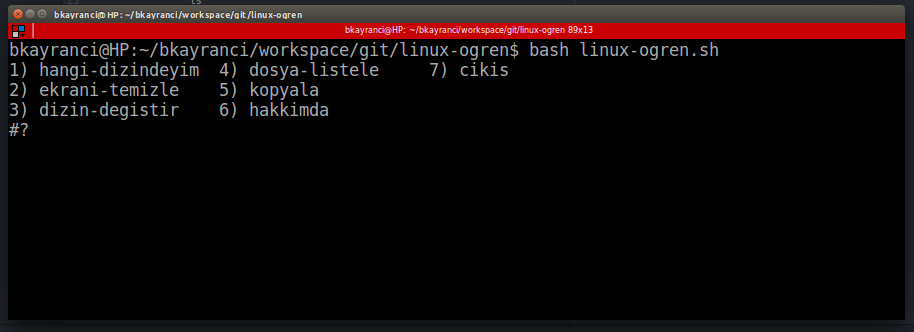 ls
bkayranci@HP: ~/bkayranci/workspace/git/linux-ogren
bkayranci@HP: ~/bkayranci/workspace/git/linux-ogren 89x13
bkayranci@HP:~/bkayranci/workspace/git/linux-ogren$ bash linux-ogren.sh
1) hangi-dizindeyim  4) dosya-listele     7) cikis
2) ekrani-temizle    5) kopyala
3) dizin-degistir    6) hakkimda
#?